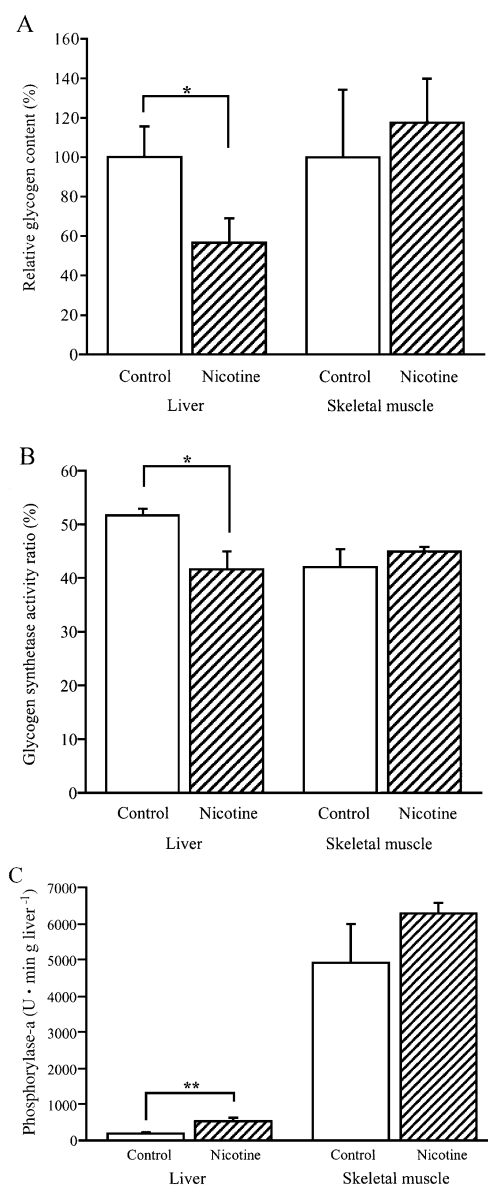 A
Relative glycogen content (%)
160
140
120
100
80
60
40
20
0
*
Control Nicotine Control Nicotine
Liver Skeletal muscle
B
Glycogen synthetase activity ratio (%)
60
50
40
30
20
10
0
*
Control Nicotine Control Nicotine
Liver Skeletal muscle
C
Phosphorylase-a (U • min g liver⁻¹)
7000
6000
5000
4000
3000
2000
1000
0
**
Control Nicotine Control Nicotine
Liver Skeletal muscle